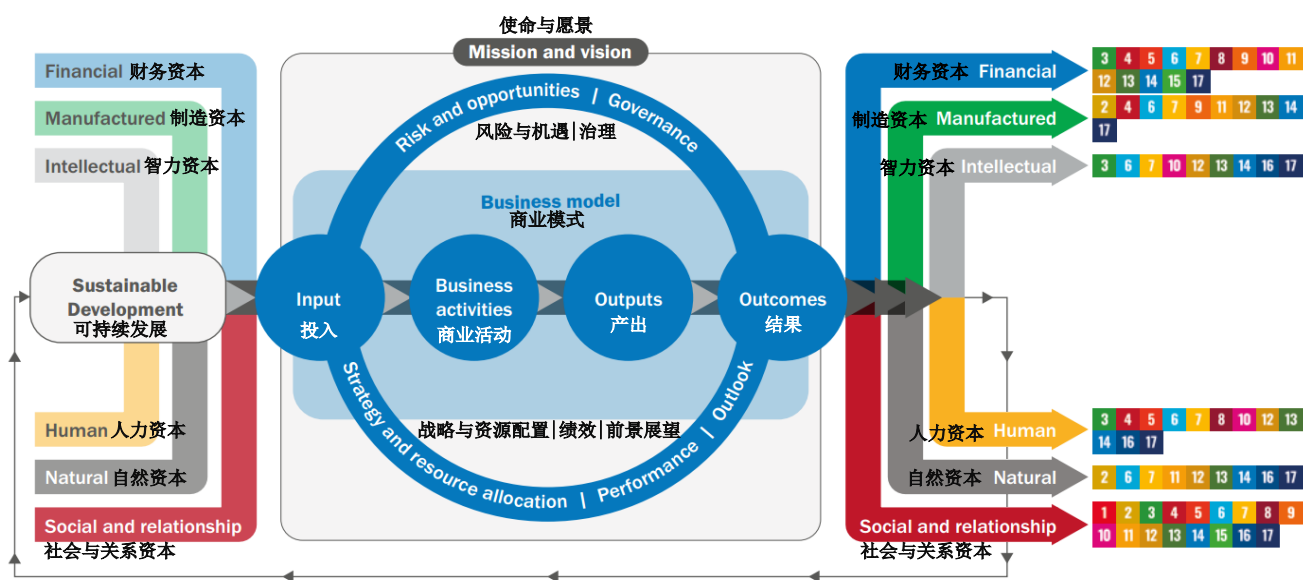 使命与愿景
Mission and vision
Financial 财务资本
Manufactured 制造资本
Intellectual 智力资本
Sustainable
Development
可持续发展
Human 人力资本
Natural 自然资本
Social and relationship
社会与关系资本
Risk and opportunities | Governance
风险与机遇|治理
Business model
商业模式
Input
投入
Business
activities
商业活动
Outputs
产出
Outcomes
结果
战略与资源配置|绩效|前景展望
Strategy and resource allocation | Performance | Outlook
财务资本 Financial
3 4 5 6 7 8 9 10 11
12 13 14 15 17
制造资本 Manufactured
2 4 6 7 9 11 12 13 14
17
智力资本 Intellectual
3 6 7 10 12 13 14 16 17
人力资本 Human
3 4 5 6 7 8 10 12 13
14 16 17
自然资本 Natural
2 6 7 11 12 13 14 16 17
Social and relationship
社会与关系资本
1 2 3 4 5 6 7 8 9
10 11 12 13 14 15 16 17